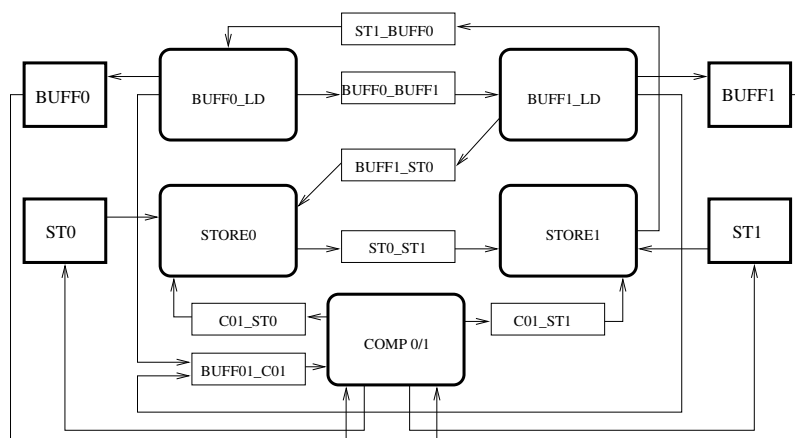 ST1_BUFF0
BUFF0
BUFF0_LD
BUFF0_BUFF1
BUFF1_LD
BUFF1
BUFF1_ST0
ST0
STORE0
ST0_ST1
STORE1
ST1
C01_ST0
COMP 0/1
C01_ST1
BUFF01_C01